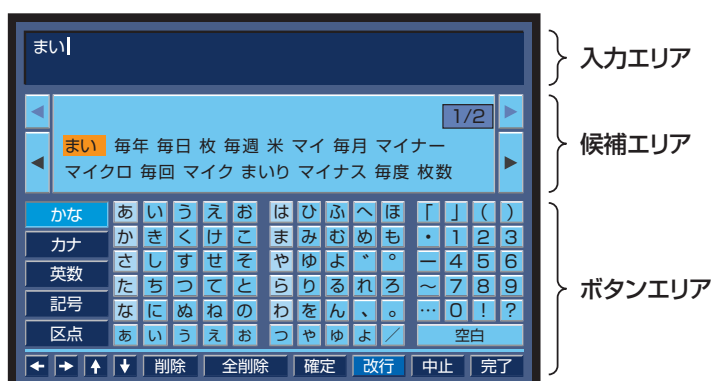 まい
入力エリア
1/2
まい 毎年 毎日 枚 毎週 米 マイ 毎月 マイナー
マイクロ 毎回 マイク まいり マイナス 毎度 枚数
候補エリア
かな あ い う え お は ひ ふ へ ほ 「 」 ( )
カナ か き く け こ ま み む め も ・ 1 2 3
英数 さ し す せ そ や ゆ よ ゛ ゜ ー 4 5 6
記号 た ち つ て と ら り る れ ろ ~ 7 8 9
な に ぬ ね の わ を ん 、 。 … 0 ! ?
区点 ぁ ぃ ぅ ぇ ぉ っ ゃ ゅ ょ / 空白
← → ↑ ↓ 削除 全削除 確定 改行 中止 完了
ボタンエリア